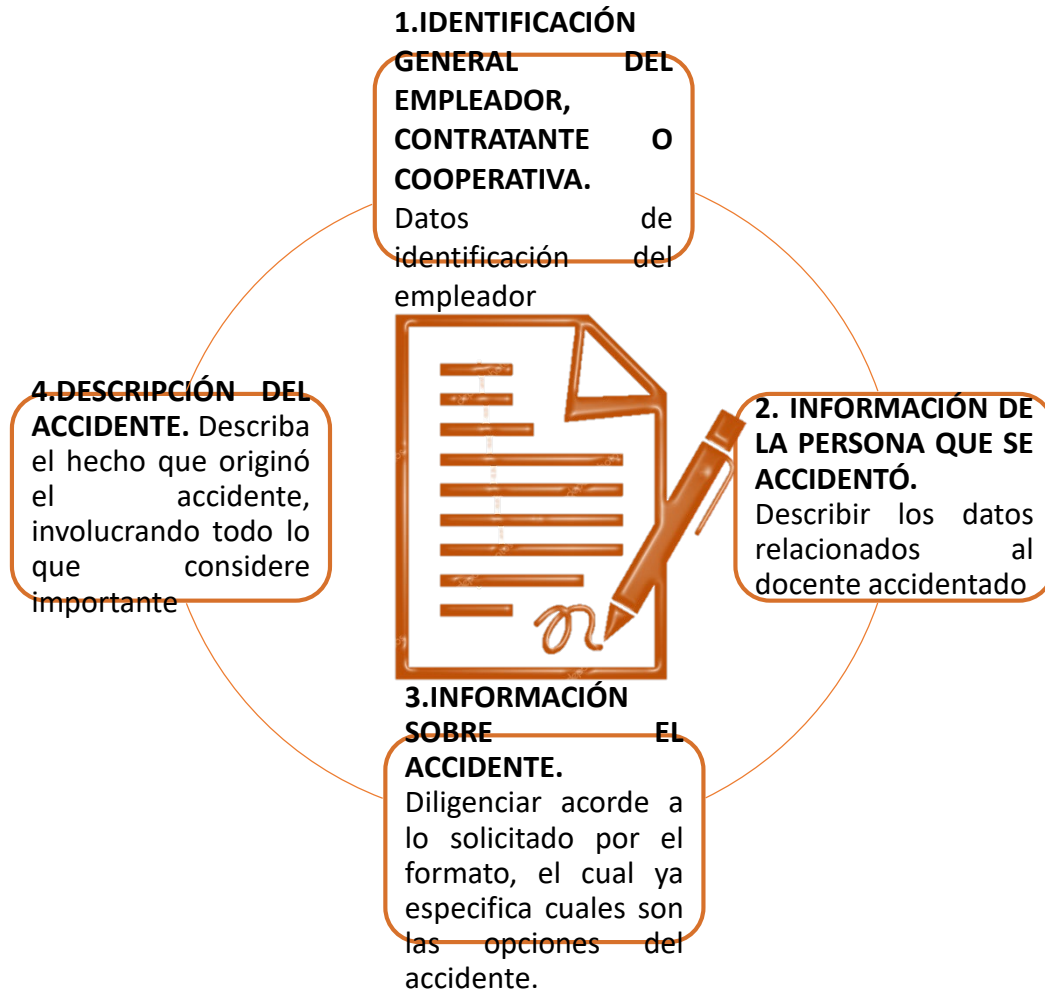 1.IDENTIFICACIÓN
GENERAL DEL
EMPLEADOR,
CONTRATANTE O
COOPERATIVA.
Datos de
identificación del
empleador
2. INFORMACIÓN DE
LA PERSONA QUE SE
ACCIDENTÓ.
Describir los datos
relacionados al
docente accidentado
3.INFORMACIÓN
SOBRE EL
ACCIDENTE.
Diligenciar acorde a
lo solicitado por el
formato, el cual ya
especifica cuales son
las opciones del
accidente.
4.DESCRIPCIÓN DEL
ACCIDENTE. Describa
el hecho que originó
el accidente,
involucrando todo lo
que considere
importante